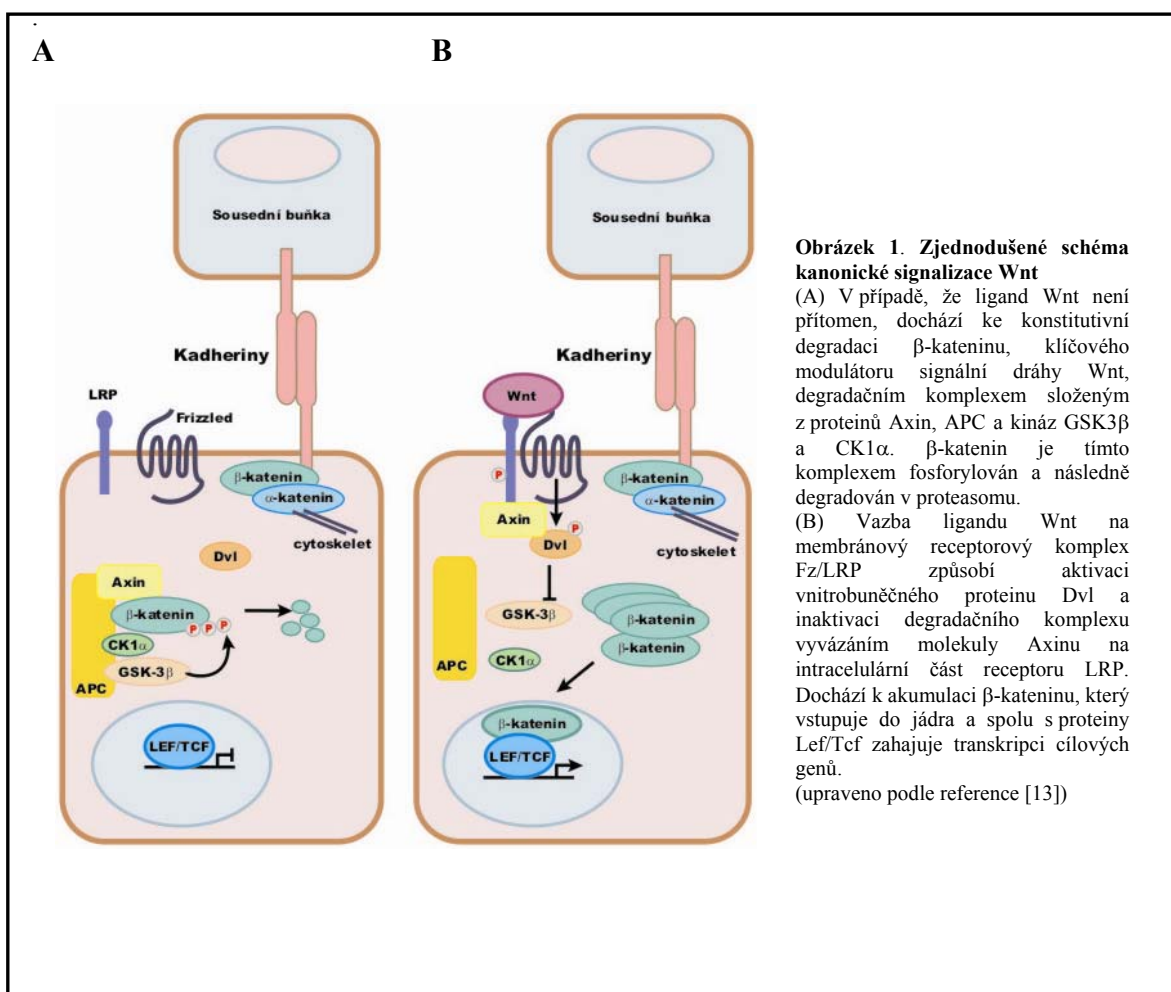 .
A
B
Sousední buňka
Kadheriny
LRP
Frizzled
β-katenin
α-katenin
cytoskelet
Dvl
Axin
β-katenin
P P P
CK1α
GSK-3β
APC
LEF/TCF
Sousední buňka
Kadheriny
Wnt
P
β-katenin
α-katenin
Axin
P
Dvl
cytoskelet
GSK-3β
β-katenin
CK1α
β-katenin
APC
β-katenin
LEF/TCF
Obrázek 1. Zjednodušené schéma
kanonické signalizace Wnt
(A) V případě, že ligand Wnt není
přítomen, dochází ke konstitutivní
degradaci β-kateninu, klíčového
modulátoru signální dráhy Wnt,
degradačním komplexem složeným
z proteinů Axin, APC a kináz GSK3β
a CK1α. β-katenin je tímto
komplexem fosforylován a následně
degradován v proteasomu.
(B) Vazba ligandu Wnt na
membránový receptorový komplex
Fz/LRP způsobí aktivaci
vnitrobuněčného proteinu Dvl a
inaktivaci degradačního komplexu
vyvázáním molekuly Axinu na
intracelulární část receptoru LRP.
Dochází k akumulaci β-kateninu, který
vstupuje do jádra a spolu s proteiny
Lef/Tcf zahajuje transkripci cílových
genů.
(upraveno podle reference [13])